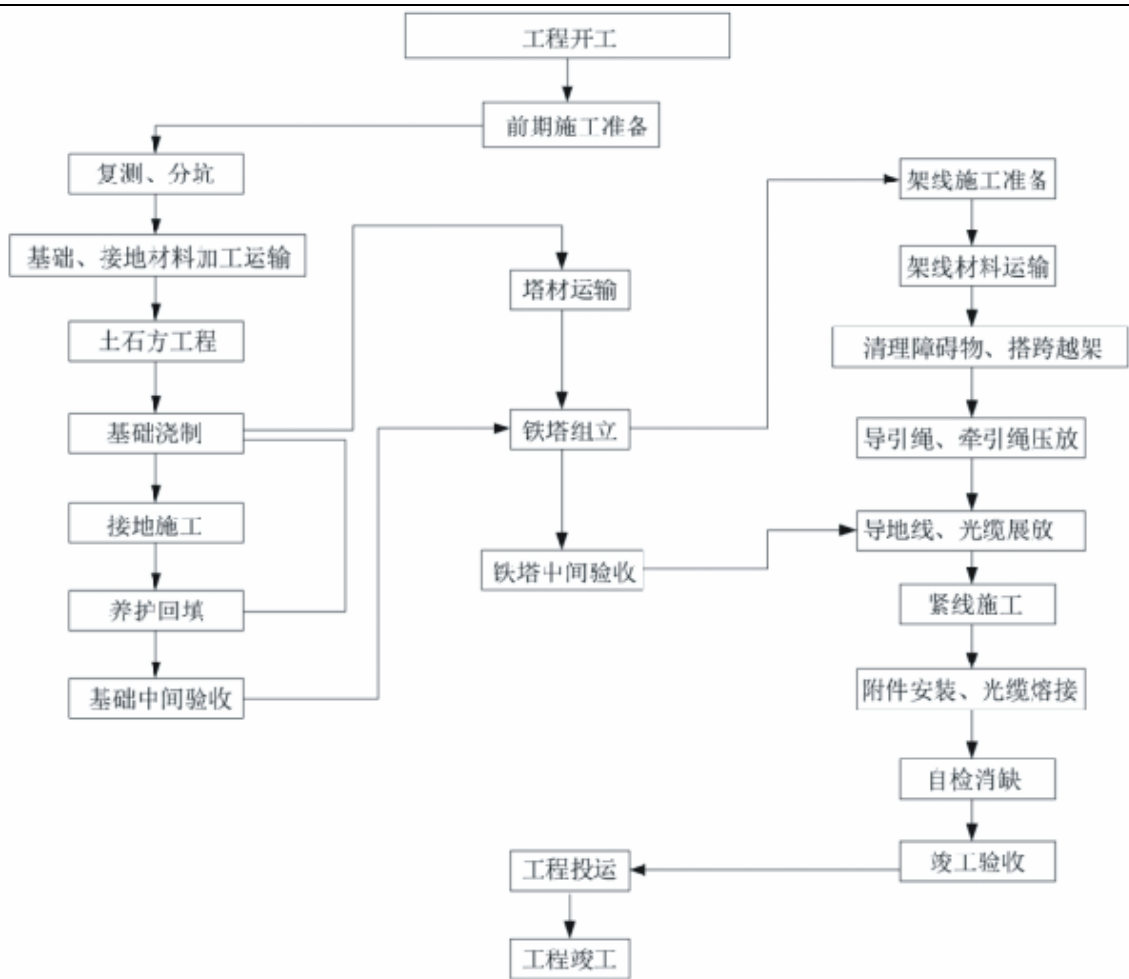 工程开工
前期施工准备
复测、分坑
基础、接地材料加工运输
土石方工程
基础浇制
接地施工
养护回填
基础中间验收
塔材运输
铁塔组立
铁塔中间验收
架线施工准备
架线材料运输
清理障碍物、搭跨越架
导引绳、牵引绳压放
导地线、光缆展放
紧线施工
附件安装、光缆熔接
自检消缺
竣工验收
工程投运
工程竣工